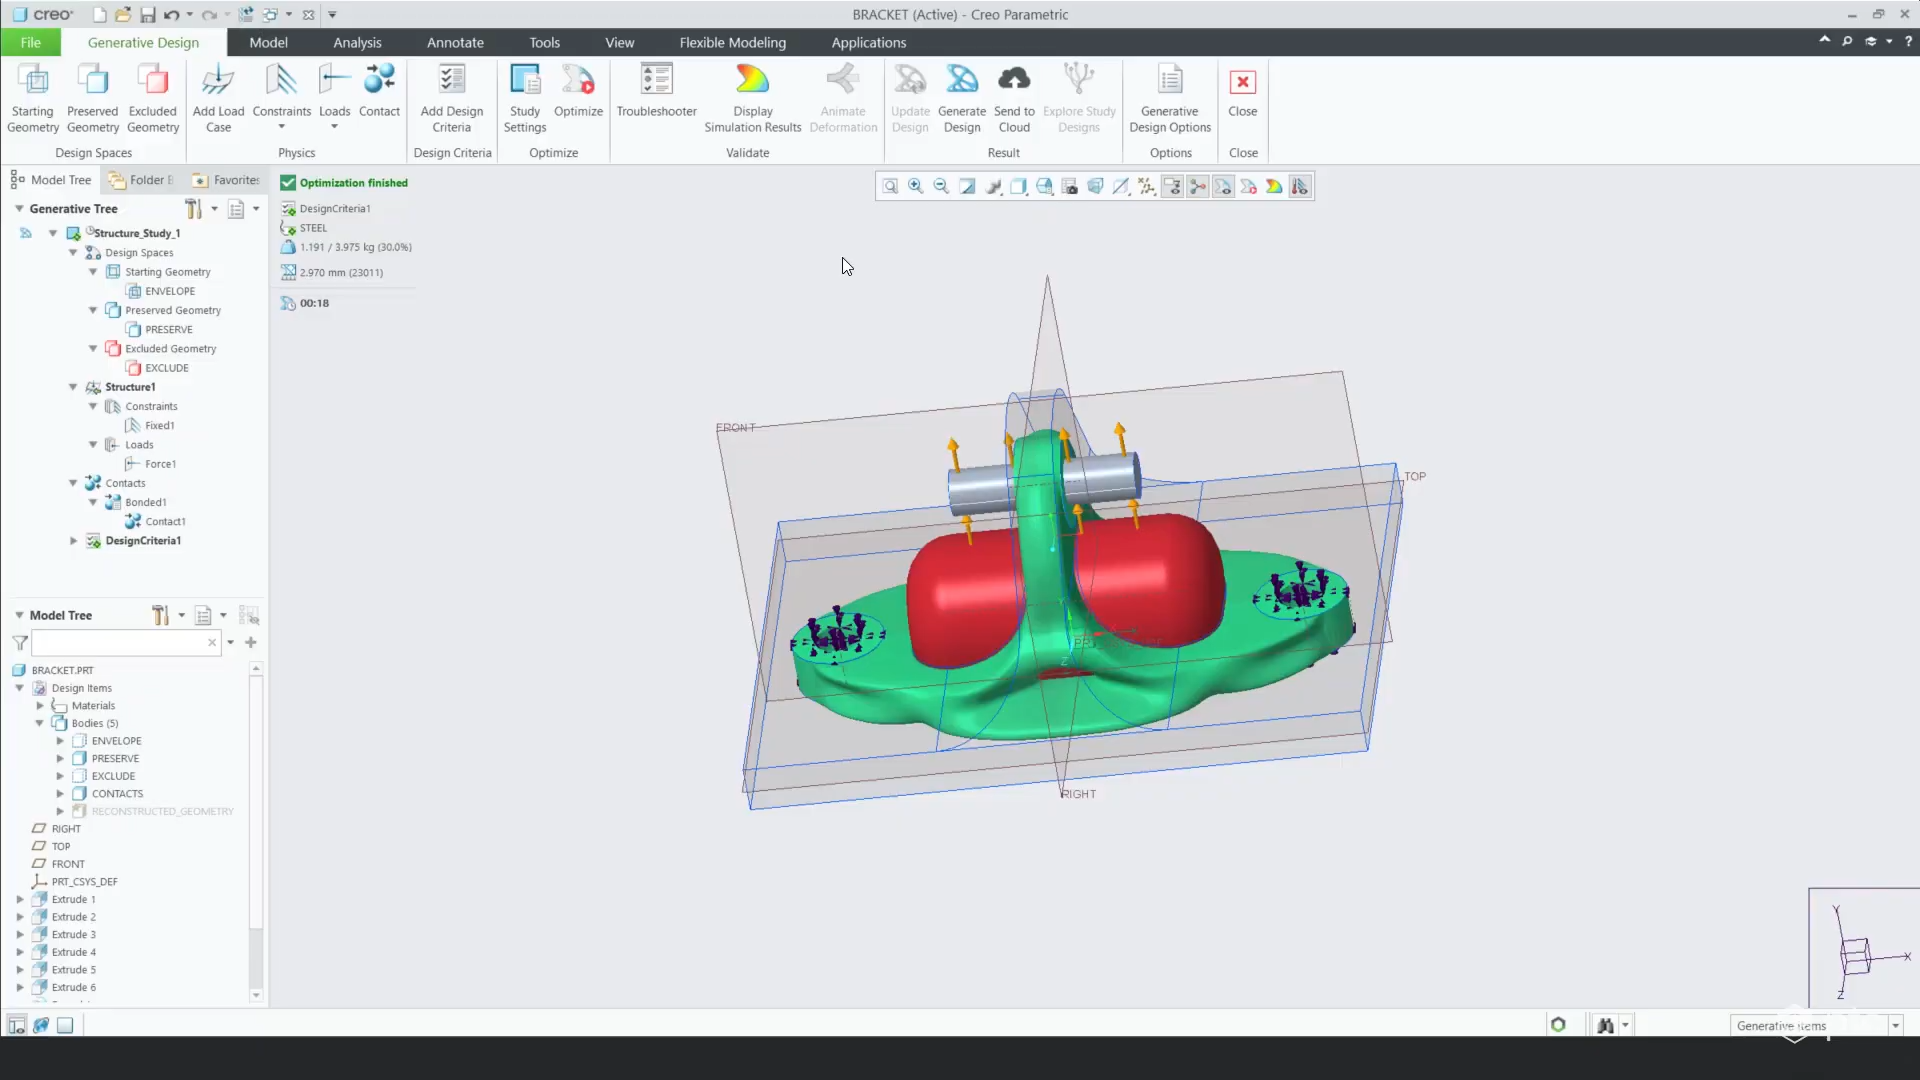 creo
BRACKET (Active) - Creo Parametric
File
Generative Design
Model
Analysis
Annotate
Tools
View
Flexible Modeling
Applications
Starting Geometry
Preserved Geometry
Excluded Geometry
Add Load Case
Constraints
Loads
Contact
Add Design Criteria
Study Settings
Optimize
Troubleshooter
Display Simulation Results
Animate Deformation
Update Design
Generate Design
Send to Cloud
Explore Study Designs
Generative Design Options
Close
Design Spaces
Physics
Design Criteria
Optimize
Validate
Result
Options
Close
Model Tree
Folder B
Favorites
Generative Tree
Structure_Study_1
Design Spaces
Starting Geometry
ENVELOPE
Preserved Geometry
PRESERVE
Excluded Geometry
EXCLUDE
Structure1
Constraints
Fixed1
Loads
Force1
Contacts
Bonded1
Contact1
DesignCriteria1
Model Tree
BRACKET.PRT
Design Items
Materials
Bodies (5)
ENVELOPE
PRESERVE
EXCLUDE
CONTACTS
RECONSTRUCTED_GEOMETRY
RIGHT
TOP
FRONT
PRT_CSYS_DEF
Extrude 1
Extrude 2
Extrude 3
Extrude 4
Extrude 5
Extrude 6
Optimization finished
DesignCriteria1
STEEL
1.191 / 3.975 kg (30.0%)
2.970 mm (23011)
00:18
FRONT
TOP
RIGHT
Z
Y
X
Z
Generative Items